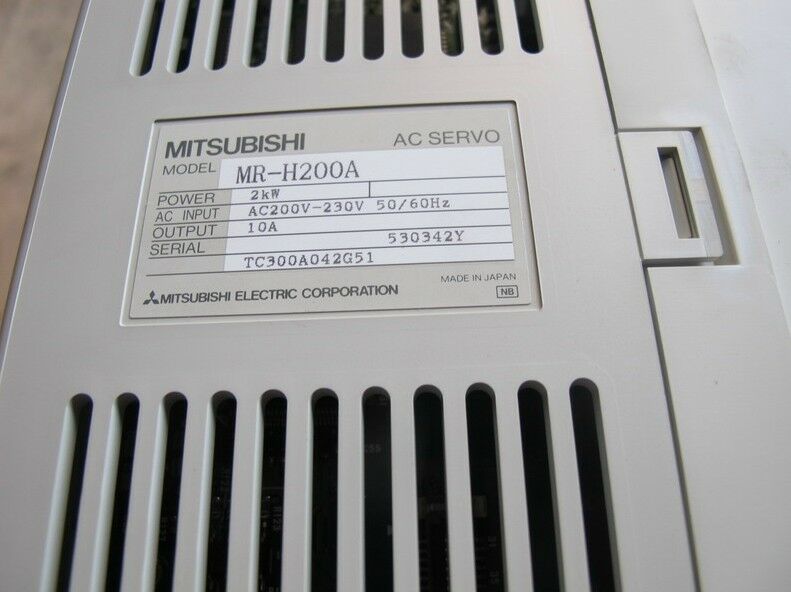 MITSUBISHI AC SERVO
MODEL MR-H200A
POWER 2kW
AC INPUT AC200V-230V 50/60Hz
OUTPUT 10A
SERIAL 530342Y
TC300A042G51
MADE IN JAPAN
MITSUBISHI ELECTRIC CORPORATION NB